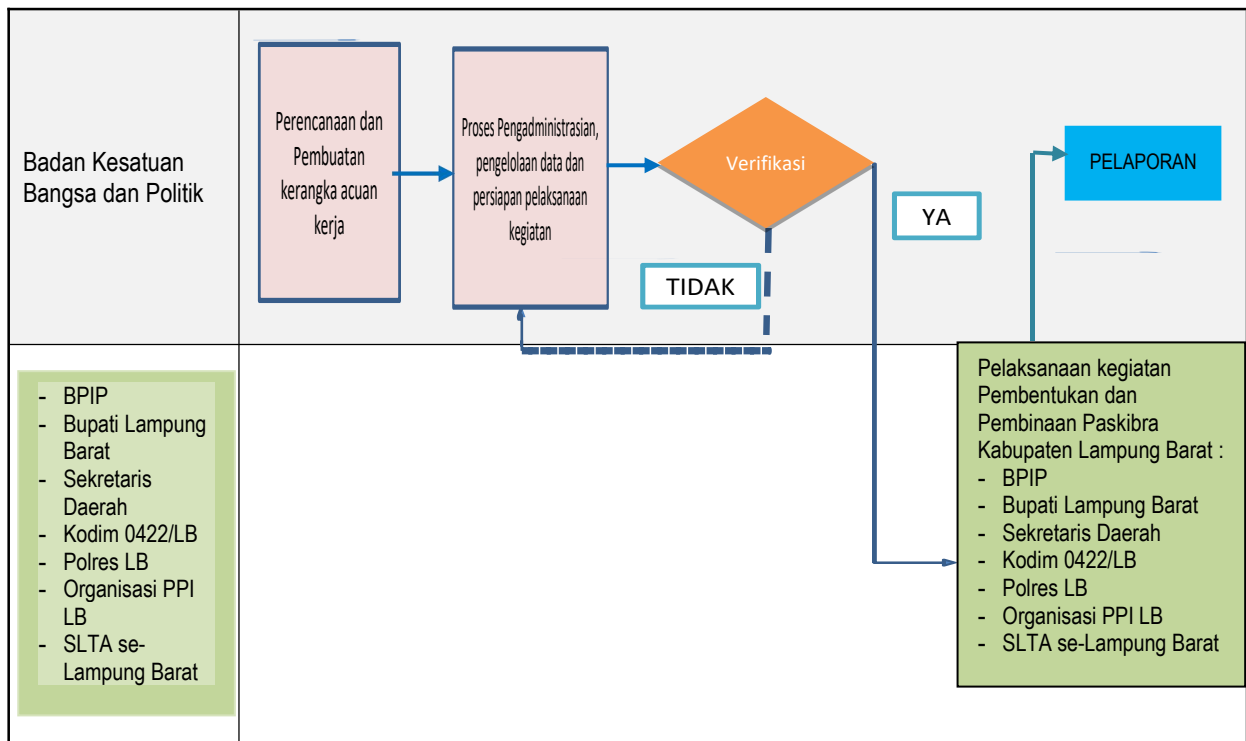 Badan Kesatuan
Bangsa dan Politik
Perencanaan dan
Pembuatan
kerangka acuan
kerja
Proses Pengadministrasian,
pengelolaan data dan
persiapan pelaksanaan
kegiatan
Verifikasi
YA
TIDAK
PELAPORAN
- BPIP
- Bupati Lampung
Barat
- Sekretaris
Daerah
- Kodim 0422/LB
- Polres LB
- Organisasi PPI
LB
- SLTA se-
Lampung Barat
Pelaksanaan kegiatan
Pembentukan dan
Pembinaan Paskibra
Kabupaten Lampung Barat :
- BPIP
- Bupati Lampung Barat
- Sekretaris Daerah
- Kodim 0422/LB
- Polres LB
- Organisasi PPI LB
- SLTA se-Lampung Barat